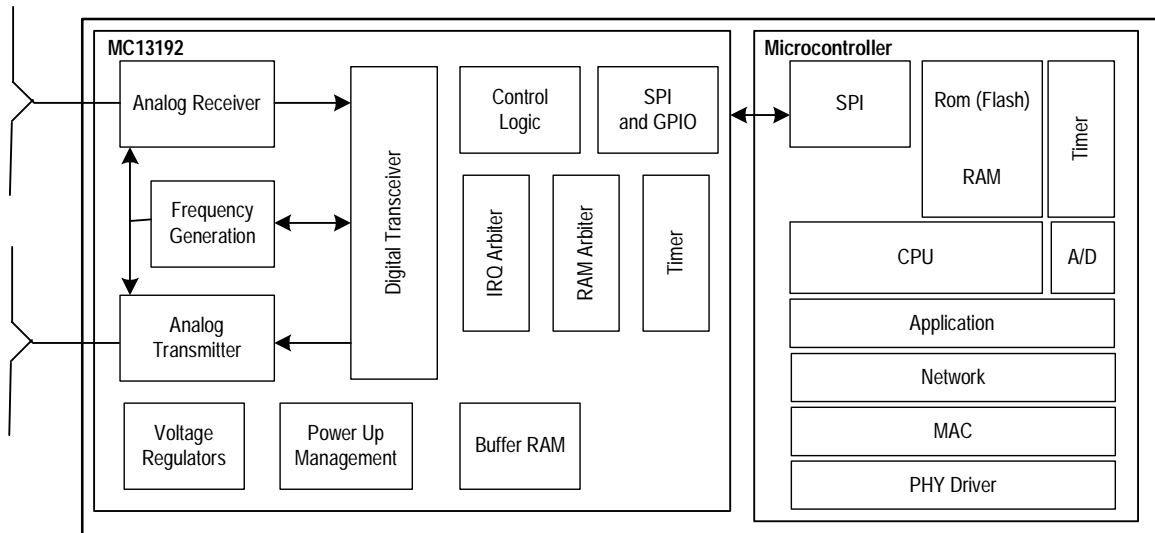 MC13192
Analog Receiver
Frequency
Generation
Analog
Transmitter
Digital Transceiver
Control
Logic
SPI
and GPIO
IRQ Arbiter
RAM Arbiter
Timer
Voltage
Regulators
Power Up
Management
Buffer RAM
Microcontroller
SPI
Rom (Flash)
RAM
Timer
CPU
A/D
Application
Network
MAC
PHY Driver